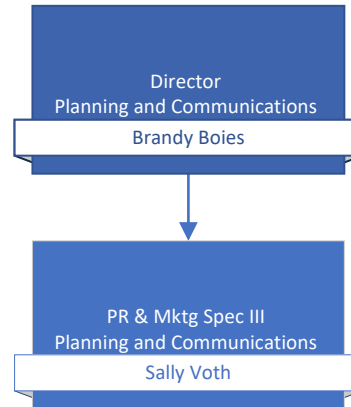 Director
Planning and Communications
Brandy Boies
PR & Mktg Spec III
Planning and Communications
Sally Voth